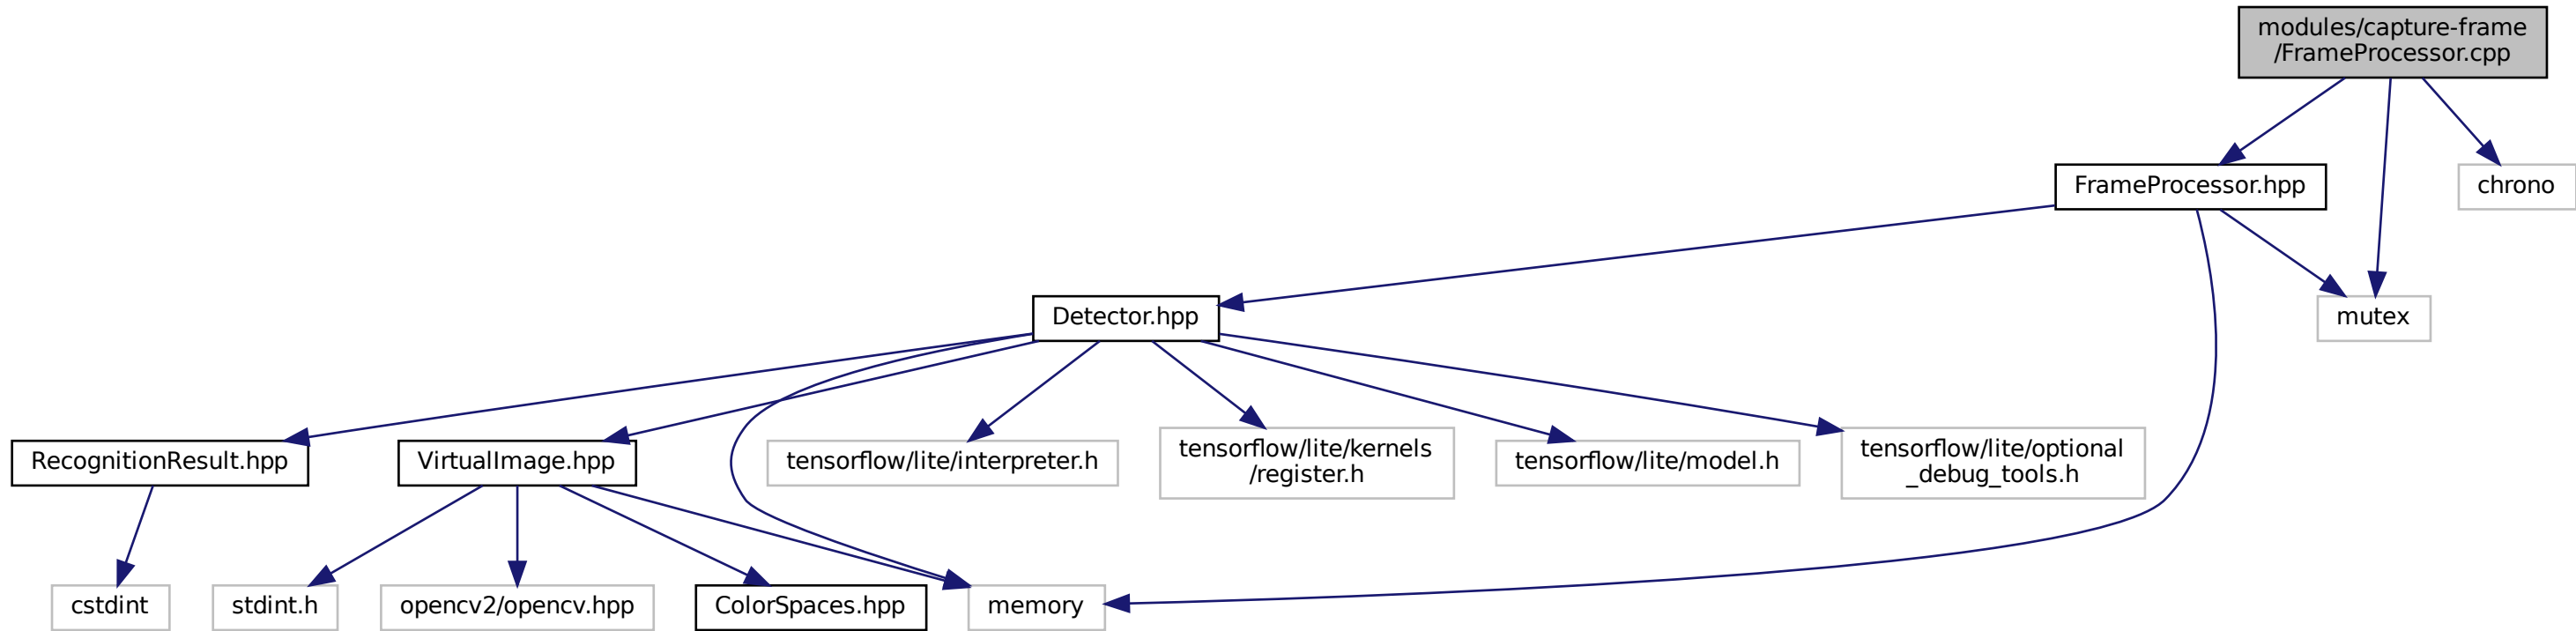 modules/capture-frame
/FrameProcessor.cpp
FrameProcessor.hpp
chrono
Detector.hpp
mutex
RecognitionResult.hpp
VirtualImage.hpp
tensorflow/lite/interpreter.h
tensorflow/lite/kernels
/register.h
tensorflow/lite/model.h
tensorflow/lite/optional
_debug_tools.h
cstdint
stdint.h
opencv2/opencv.hpp
ColorSpaces.hpp
memory